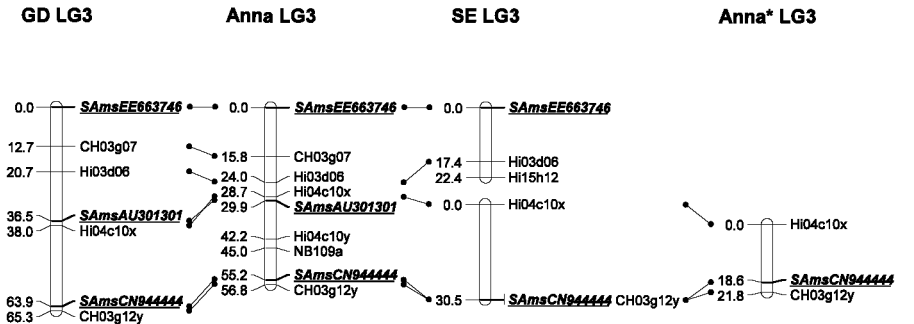 GD LG3 Anna LG3 SE LG3 Anna* LG3
0.0 SAmsEE663746 0.0 SAmsEE663746 0.0 SAmsEE663746
12.7 CH03g07
15.8 CH03g07
17.4 Hi03d06
20.7 Hi03d06
24.0 Hi03d06
22.4 Hi15h12
28.7 Hi04c10x
29.9 SAmsAU301301
0.0 Hi04c10x
36.5 SAmsAU301301
38.0 Hi04c10x
0.0 Hi04c10x
42.2 Hi04c10y
45.0 NB109a
55.2 SAmsCN944444
18.6 SAmsCN944444
56.8 CH03g12y
21.8 CH03g12y
63.9 SAmsCN944444
30.5 SAmsCN944444 CH03g12y
65.3 CH03g12y